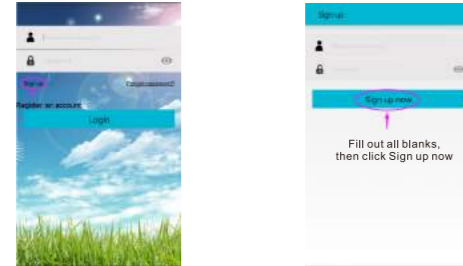 Sign up
Forgot password?
Register an account
Login
Sign up
Sign up now
Fill out all blanks,
then click Sign up now